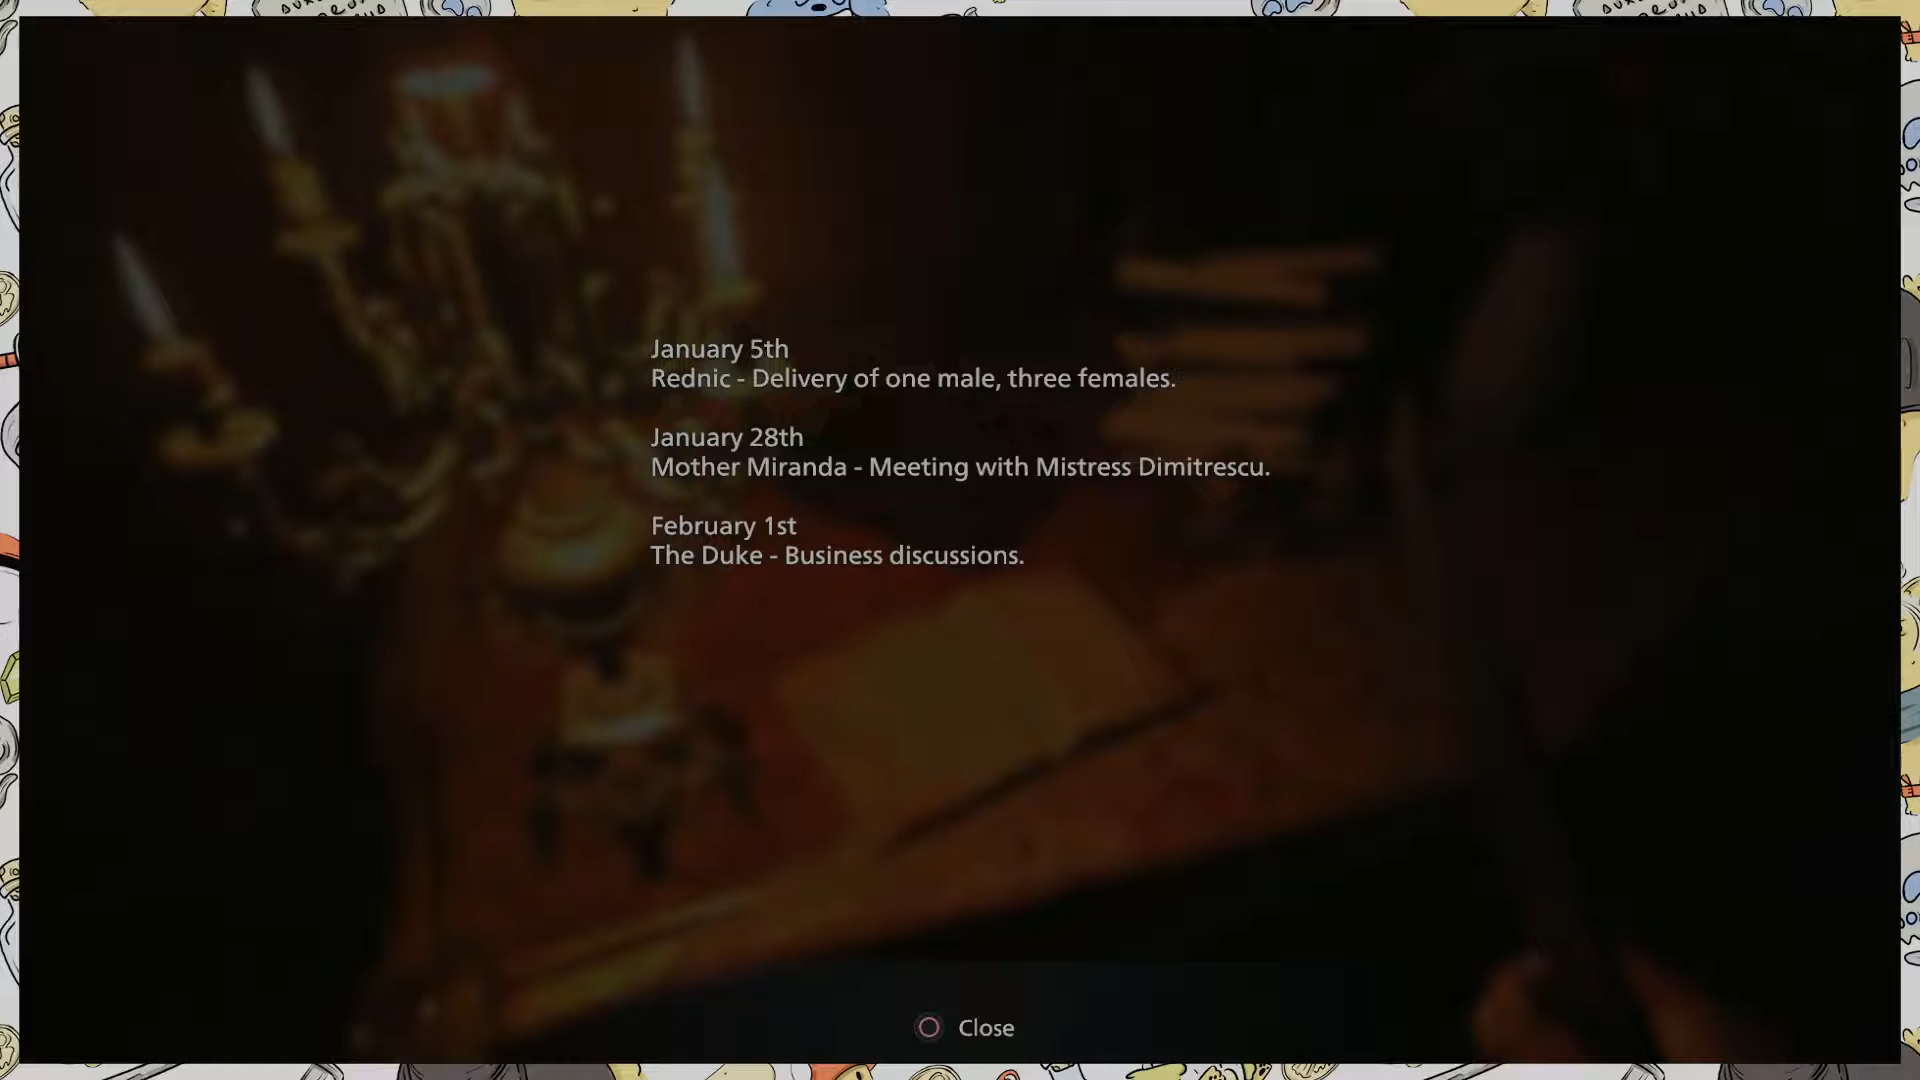 January 5th
Rednic - Delivery of one male, three females.
January 28th
Mother Miranda - Meeting with Mistress Dimitrescu.
February 1st
The Duke - Business discussions.
Close